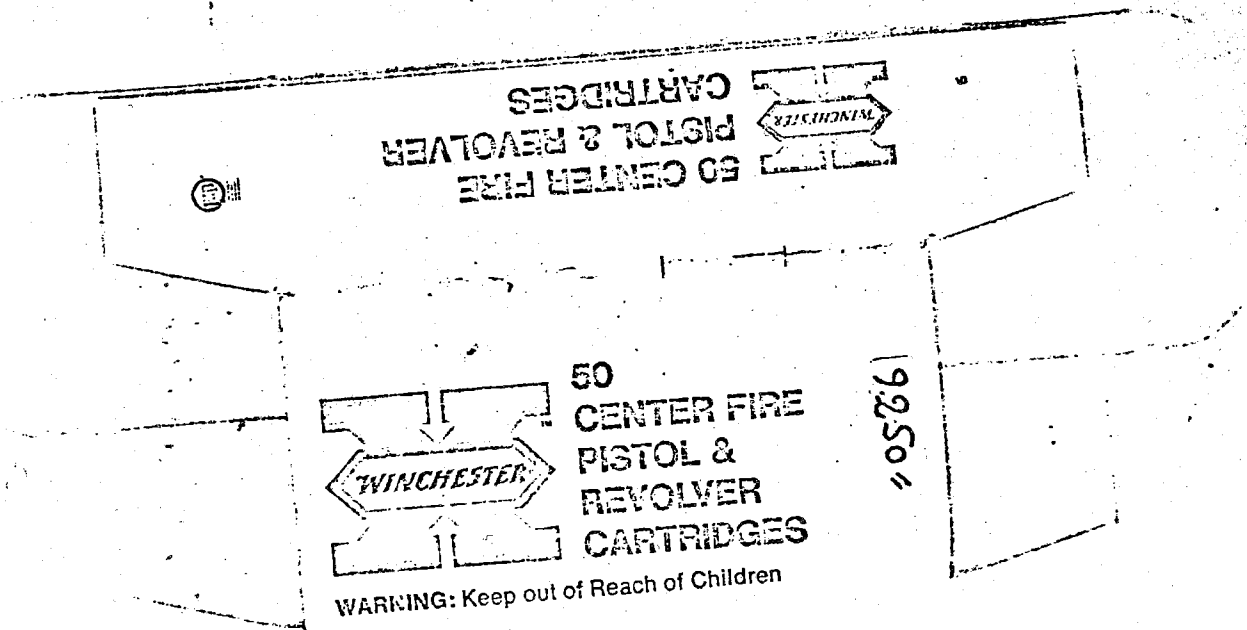 50 CENTER FIRE
PISTOL & REVOLVER
CARTRIDGES
WINCHESTER
50
CENTER FIRE
PISTOL &
REVOLVER
CARTRIDGES
WINCHESTER
WARNING: Keep out of Reach of Children